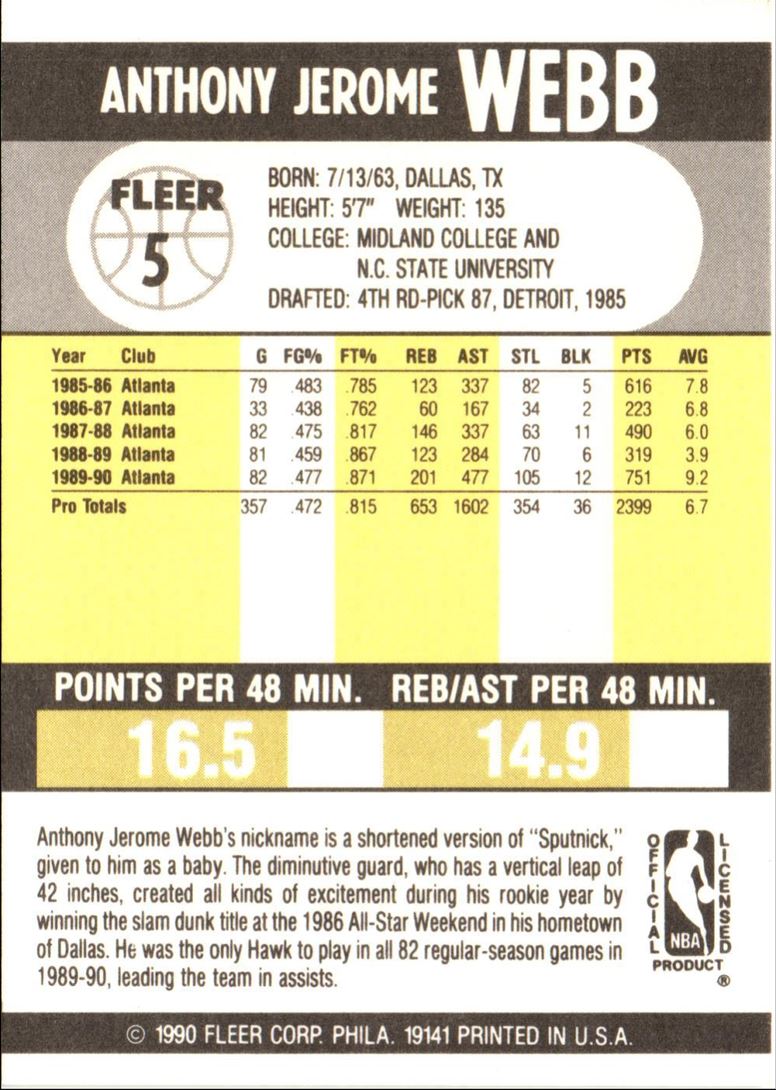 ANTHONY JEROME WEBB
FLEER
5
BORN: 7/13/63, DALLAS, TX
HEIGHT: 5'7" WEIGHT: 135
COLLEGE: MIDLAND COLLEGE AND
N.C. STATE UNIVERSITY
DRAFTED: 4TH RD-PICK 87, DETROIT, 1985
Year Club G FG% FT% REB AST STL BLK PTS AVG
1985-86 Atlanta 79 .483 .785 123 337 82 5 616 7.8
1986-87 Atlanta 33 .438 .762 60 167 34 2 223 6.8
1987-88 Atlanta 82 .475 .817 146 337 63 11 490 6.0
1988-89 Atlanta 81 .459 .867 123 284 70 6 319 3.9
1989-90 Atlanta 82 .477 .871 201 477 105 12 751 9.2
Pro Totals 357 .472 .815 653 1602 354 36 2399 6.7
POINTS PER 48 MIN. REB/AST PER 48 MIN.
16.5 14.9
Anthony Jerome Webb's nickname is a shortened version of "Sputnick,"
given to him as a baby. The diminutive guard, who has a vertical leap of
42 inches, created all kinds of excitement during his rookie year by
winning the slam dunk title at the 1986 All-Star Weekend in his hometown
of Dallas. He was the only Hawk to play in all 82 regular-season games in
1989-90, leading the team in assists.
OFFICIAL LICENSED
NBA
PRODUCT
®
© 1990 FLEER CORP. PHILA. 19141 PRINTED IN U.S.A.